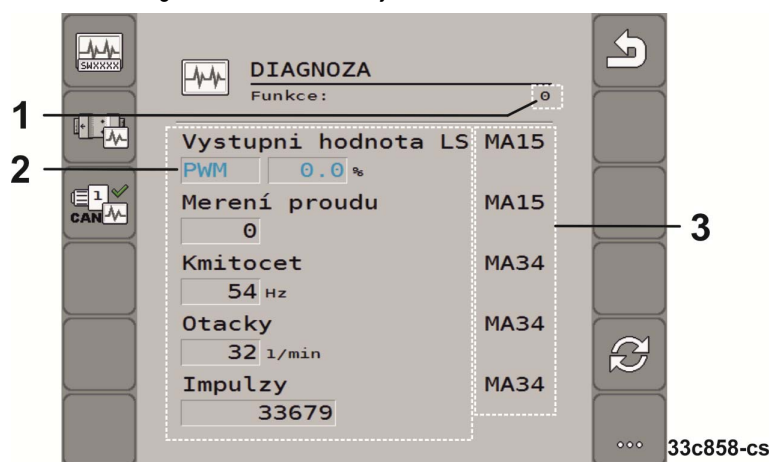 SWXXXX
DIAGNOZA
Funkce: 0
1
Vystupni hodnota LS MA15
PWM 0.0 %
2
Merení proudu MA15
0
CAN 1
3
Kmitocet MA34
54 Hz
Otacky MA34
32 1/min
Impulzy MA34
33679
33c858-cs